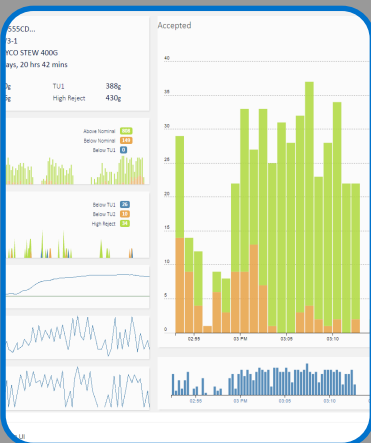 555CD...
/3-1
YCO STEW 400G
ays, 20 hrs 42 mins
TU1 388g
High Reject 430g
Above Nominal
Below Nominal
Below TU1
Below TU1
Below TU2
High Reject
Accepted
40
35
30
25
20
15
10
5
0
02:55 03 PM 03:05 03:10
02:55 03 PM 03:05 03:10
UI